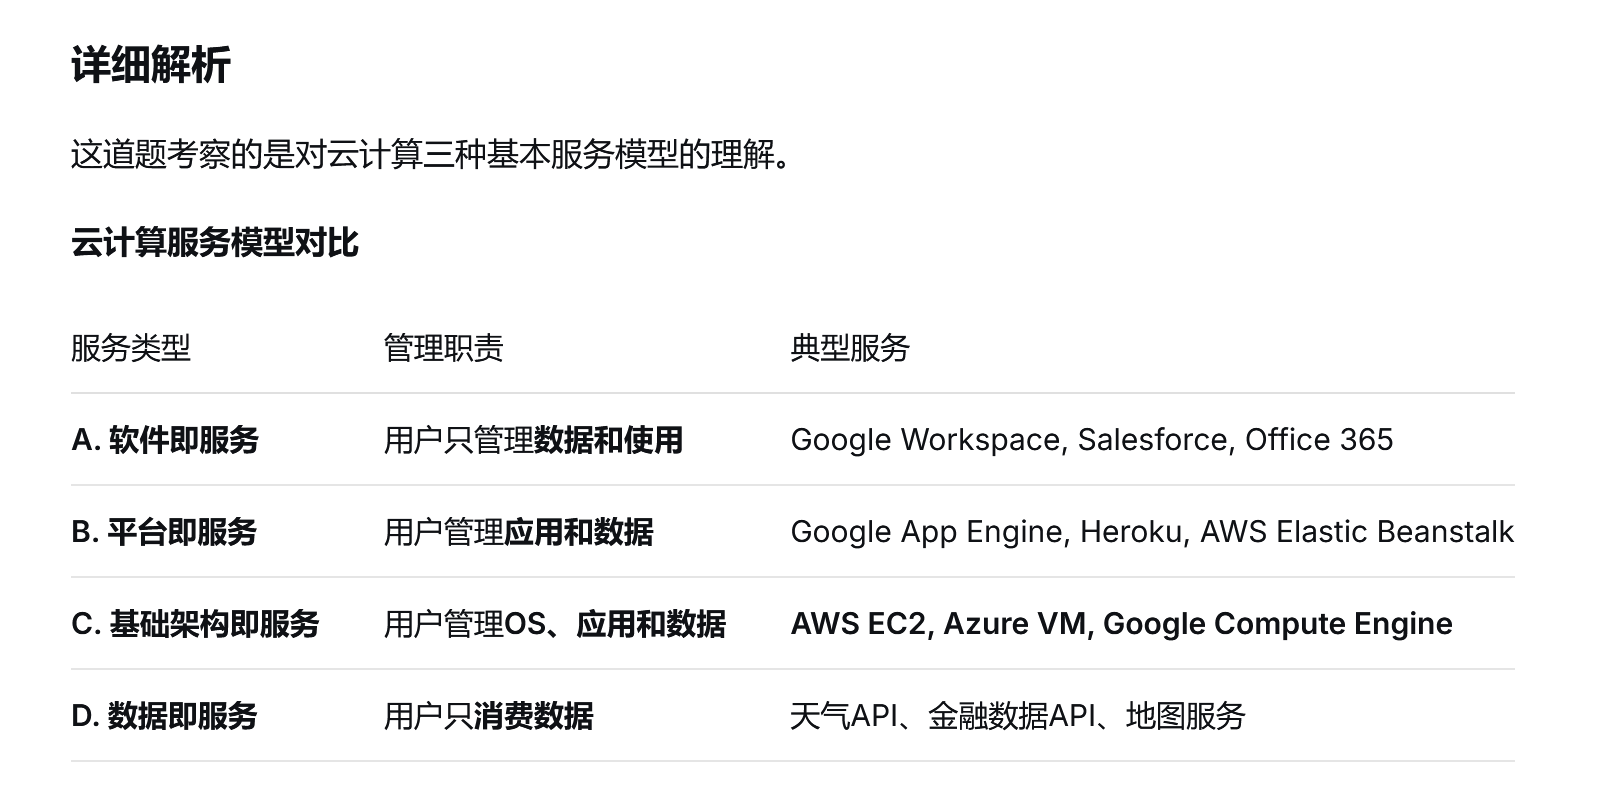 详细解析
这道题考察的是对云计算三种基本服务模型的理解。
云计算服务模型对比
服务类型 管理职责 典型服务
A. 软件即服务 用户只管理数据和使用 Google Workspace, Salesforce, Office 365
B. 平台即服务 用户管理应用和数据 Google App Engine, Heroku, AWS Elastic Beanstalk
C. 基础架构即服务 用户管理OS、应用和数据 AWS EC2, Azure VM, Google Compute Engine
D. 数据即服务 用户只消费数据 天气API、金融数据API、地图服务